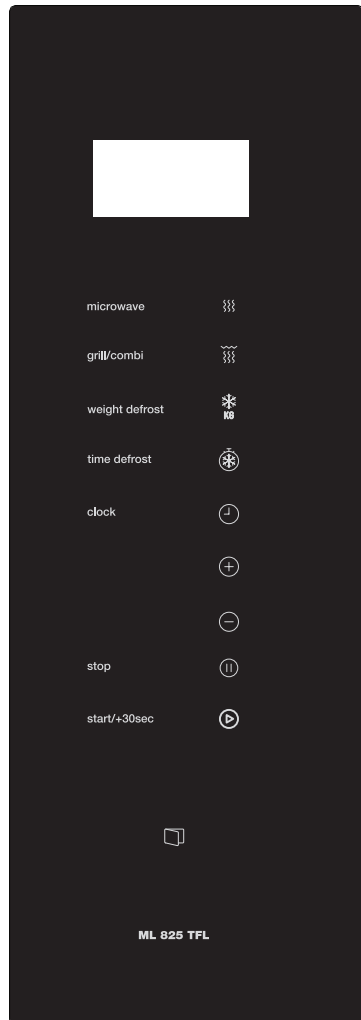 microwave
grill/combi
weight defrost
KG
time defrost
clock
stop
start/+30sec
ML 825 TFL